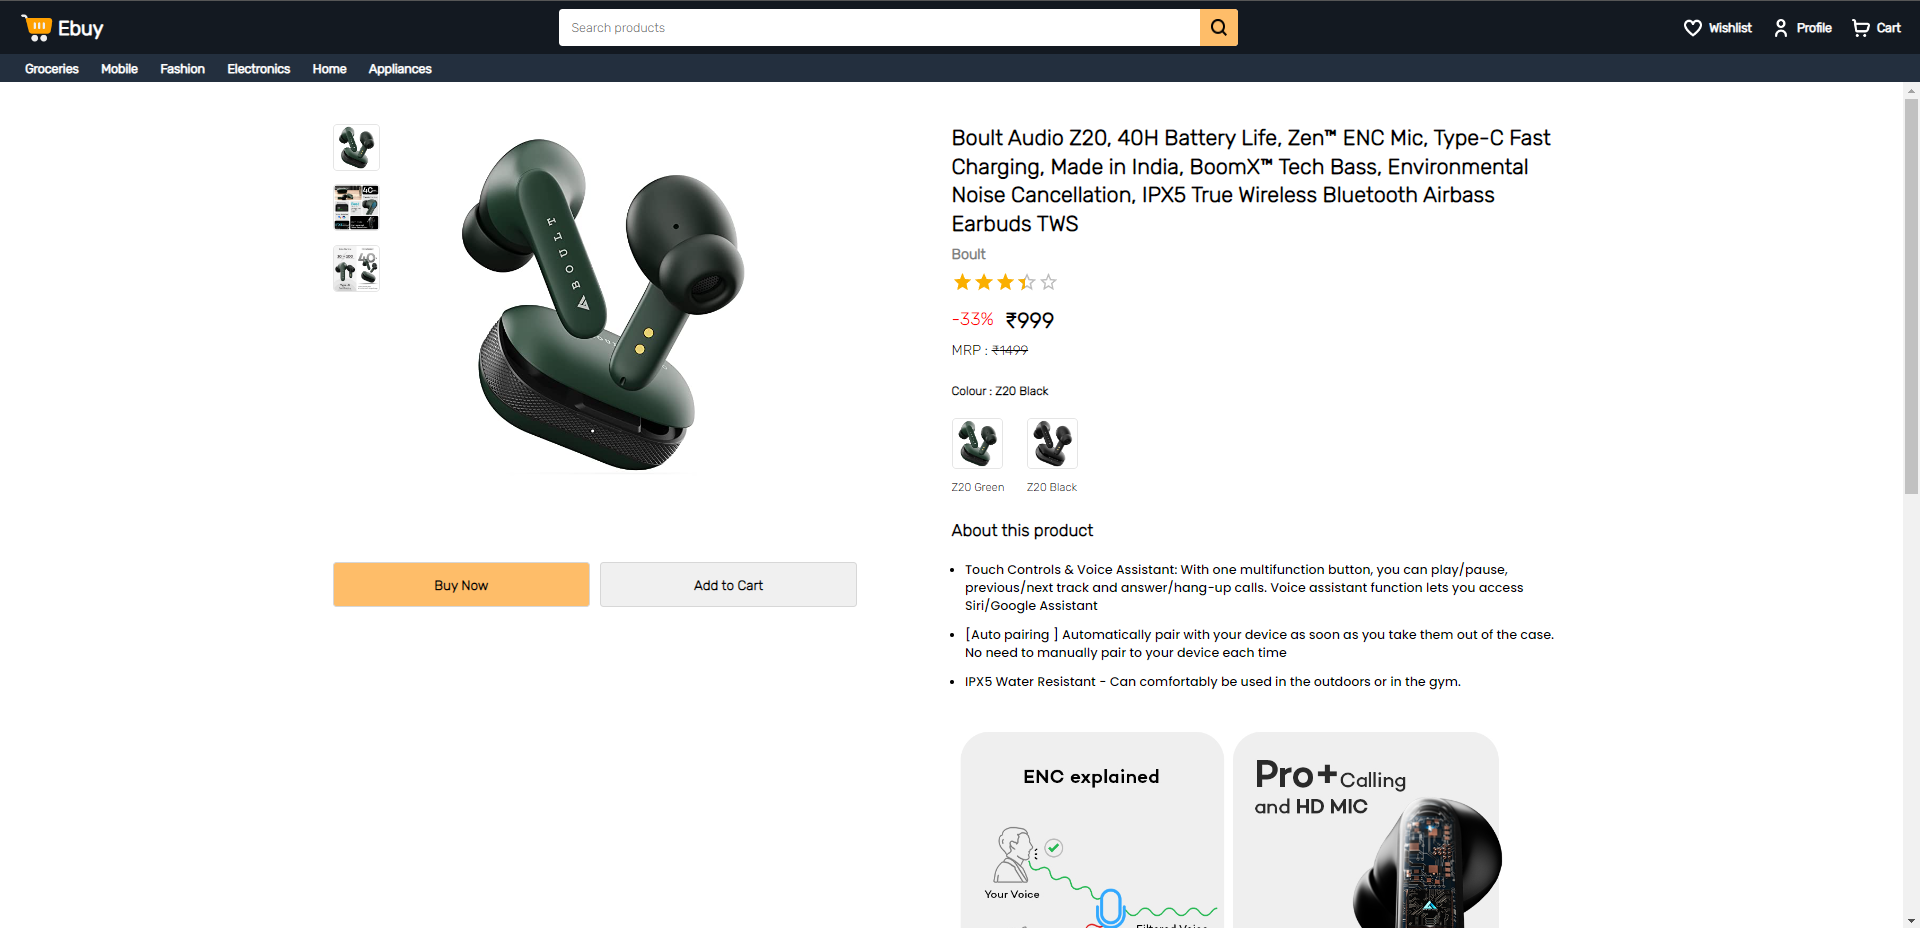 Ebuy
Search products
Wishlist
Profile
Cart
Groceries
Mobile
Fashion
Electronics
Home
Appliances
BOULT
Boult Audio Z20, 40H Battery Life, Zen™ ENC Mic, Type-C Fast
Charging, Made in India, BoomX™ Tech Bass, Environmental
Noise Cancellation, IPX5 True Wireless Bluetooth Airbass
Earbuds TWS
Boult
-33% ₹999
MRP : ₹1499
Colour : Z20 Black
Z20 Green
Z20 Black
Buy Now
Add to Cart
About this product
• Touch Controls & Voice Assistant: With one multifunction button, you can play/pause,
previous/next track and answer/hang-up calls. Voice assistant function lets you access
Siri/Google Assistant
• [Auto pairing ] Automatically pair with your device as soon as you take them out of the case.
No need to manually pair to your device each time
• IPX5 Water Resistant - Can comfortably be used in the outdoors or in the gym.
ENC explained
Your Voice
Filtered Voice
Pro+ Calling
and HD MIC